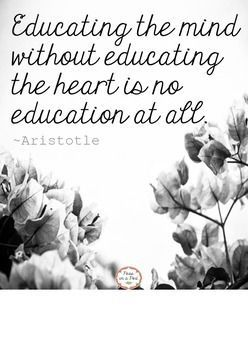 Educating the mind
without educating
the heart is no
education at all.
~Aristotle